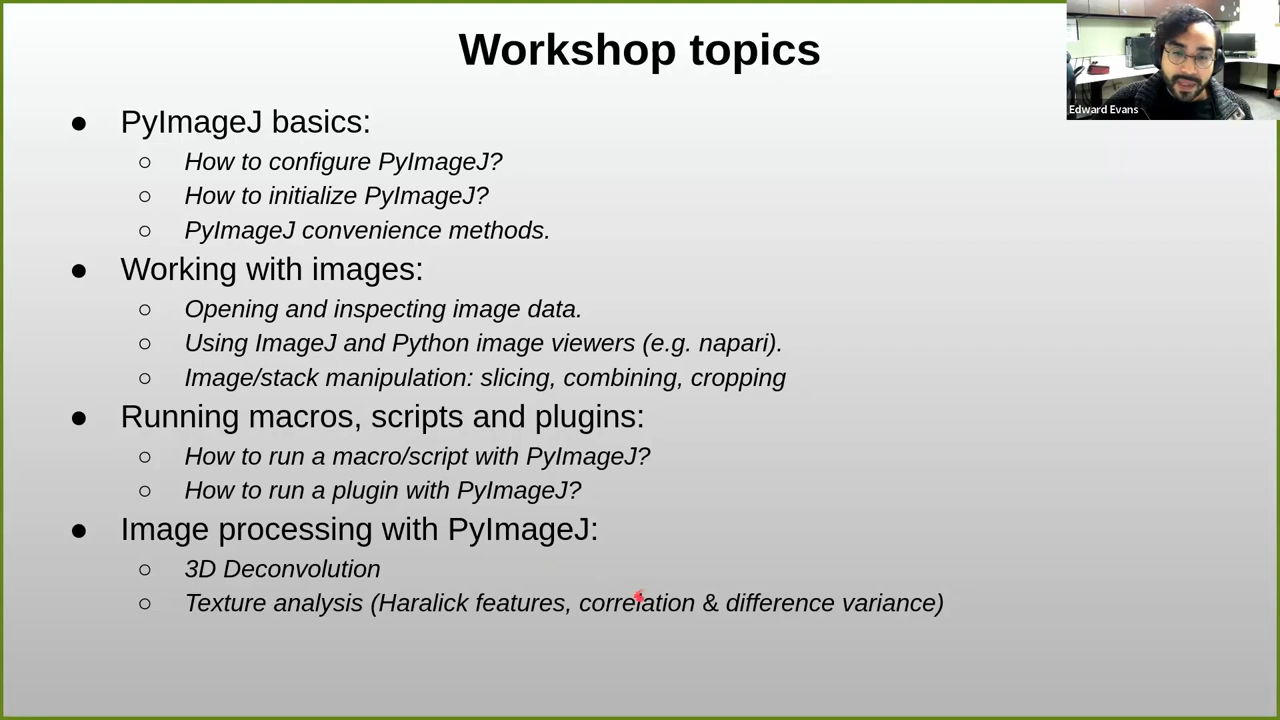 Workshop topics
Edward Evans
● PyImageJ basics:
○ How to configure PyImageJ?
○ How to initialize PyImageJ?
○ PyImageJ convenience methods.
● Working with images:
○ Opening and inspecting image data.
○ Using ImageJ and Python image viewers (e.g. napari).
○ Image/stack manipulation: slicing, combining, cropping
● Running macros, scripts and plugins:
○ How to run a macro/script with PyImageJ?
○ How to run a plugin with PyImageJ?
● Image processing with PyImageJ:
○ 3D Deconvolution
○ Texture analysis (Haralick features, correlation & difference variance)